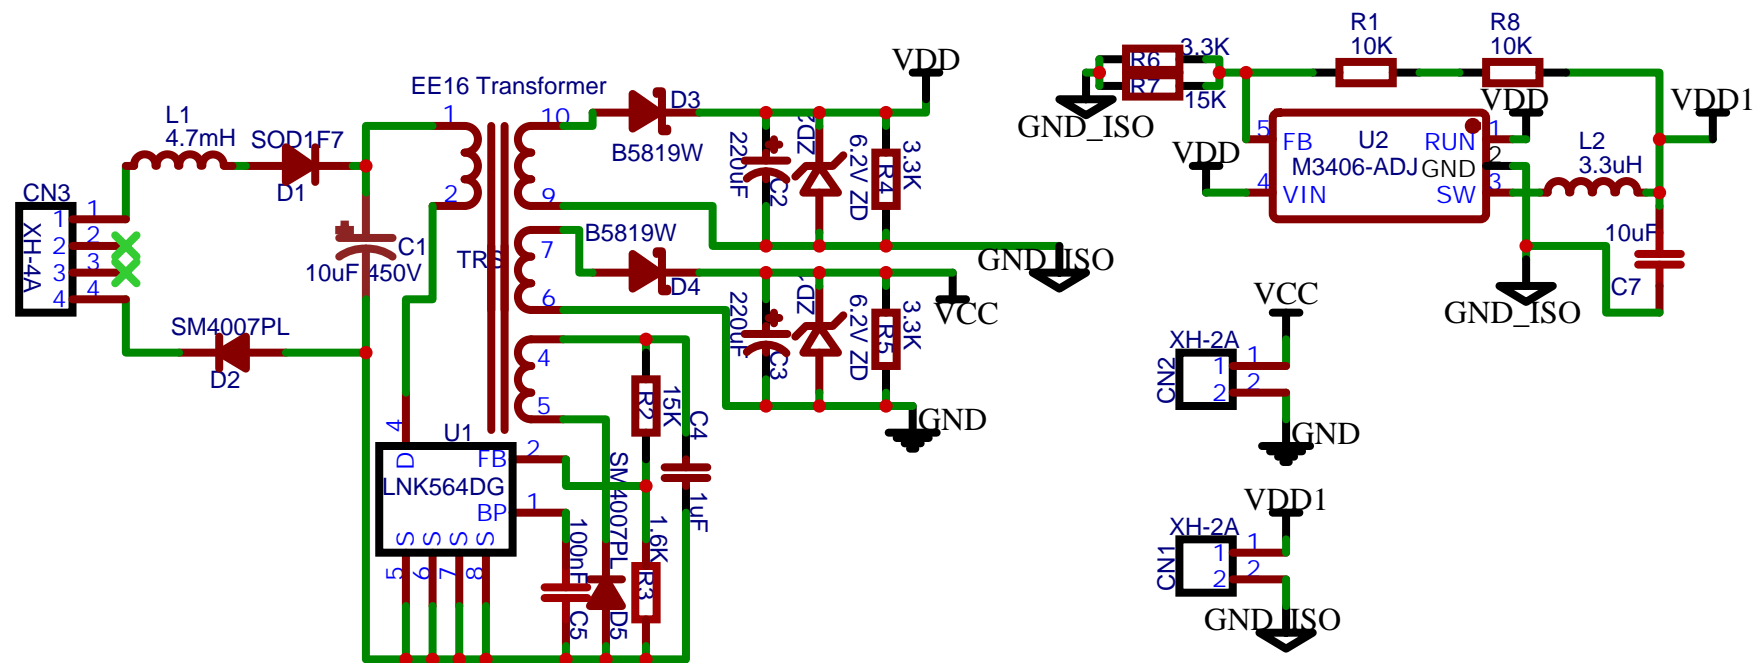 EE16 Transformer
L1
4.7mH
SOD1F7
D1
CN3
XH-4A
1
2
3
4
1
2
3
4
SM4007PL
D2
C1
10uF 450V
1
2
10
9
7
6
4
5
D3
B5819W
B5819W
D4
VDD
220uF
C2
ZD2
6.2V ZD
R4
3.3K
GND_ISO
VCC
220uF
C3
ZD1
6.2V ZD
R5
3.3K
GND
U1
LNK564DG
D
4
FB
2
BP
1
S
S
S
S
5
6
7
8
100nF
C5
SM4007PL
D5
R2
15K
1.6K
R3
C4
1uF
R6
3.3K
R7
15K
GND_ISO
R1
10K
R8
10K
VDD
VDD1
VDD
U2
M3406-ADJ
5
FB
4
VIN
RUN
1
GND
2
SW
3
L2
3.3uH
10uF
C7
GND_ISO
VCC
XH-2A
CN2
1
2
1
2
GND
VDD1
XH-2A
CN1
1
2
1
2
GND_ISO